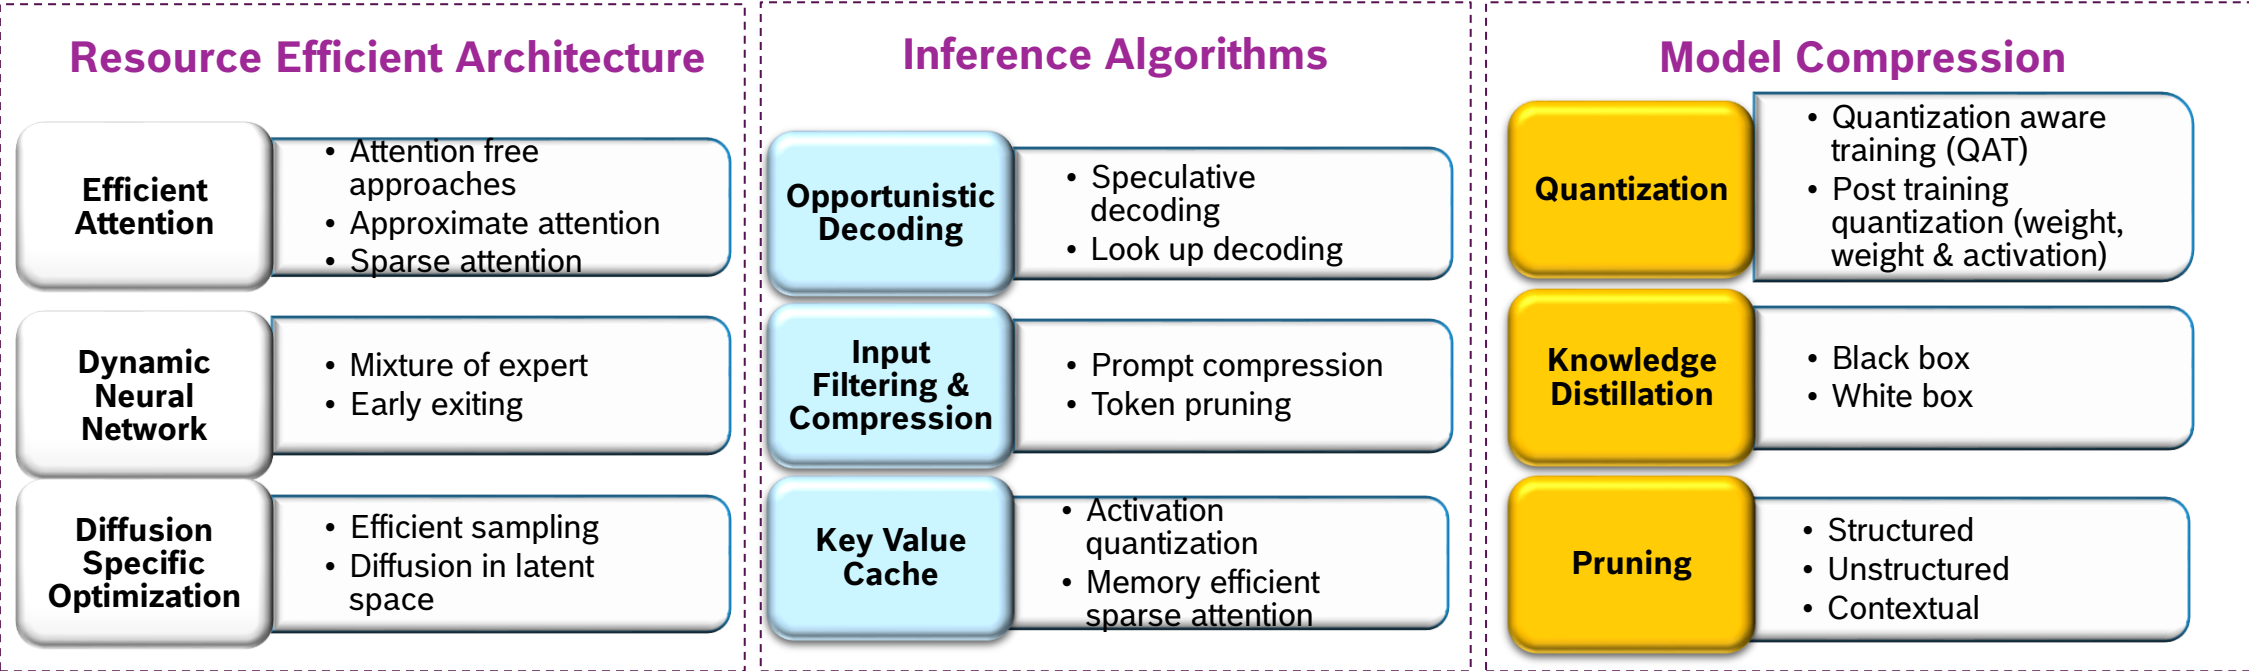 Resource Efficient Architecture
Efficient
Attention
• Attention free
approaches
• Approximate attention
• Sparse attention
Dynamic
Neural
Network
• Mixture of expert
• Early exiting
Diffusion
Specific
Optimization
• Efficient sampling
• Diffusion in latent
space
Inference Algorithms
Opportunistic
Decoding
• Speculative
decoding
• Look up decoding
Input
Filtering &
Compression
• Prompt compression
• Token pruning
Key Value
Cache
• Activation
quantization
• Memory efficient
sparse attention
Model Compression
Quantization
• Quantization aware
training (QAT)
• Post training
quantization (weight,
weight & activation)
Knowledge
Distillation
• Black box
• White box
Pruning
• Structured
• Unstructured
• Contextual